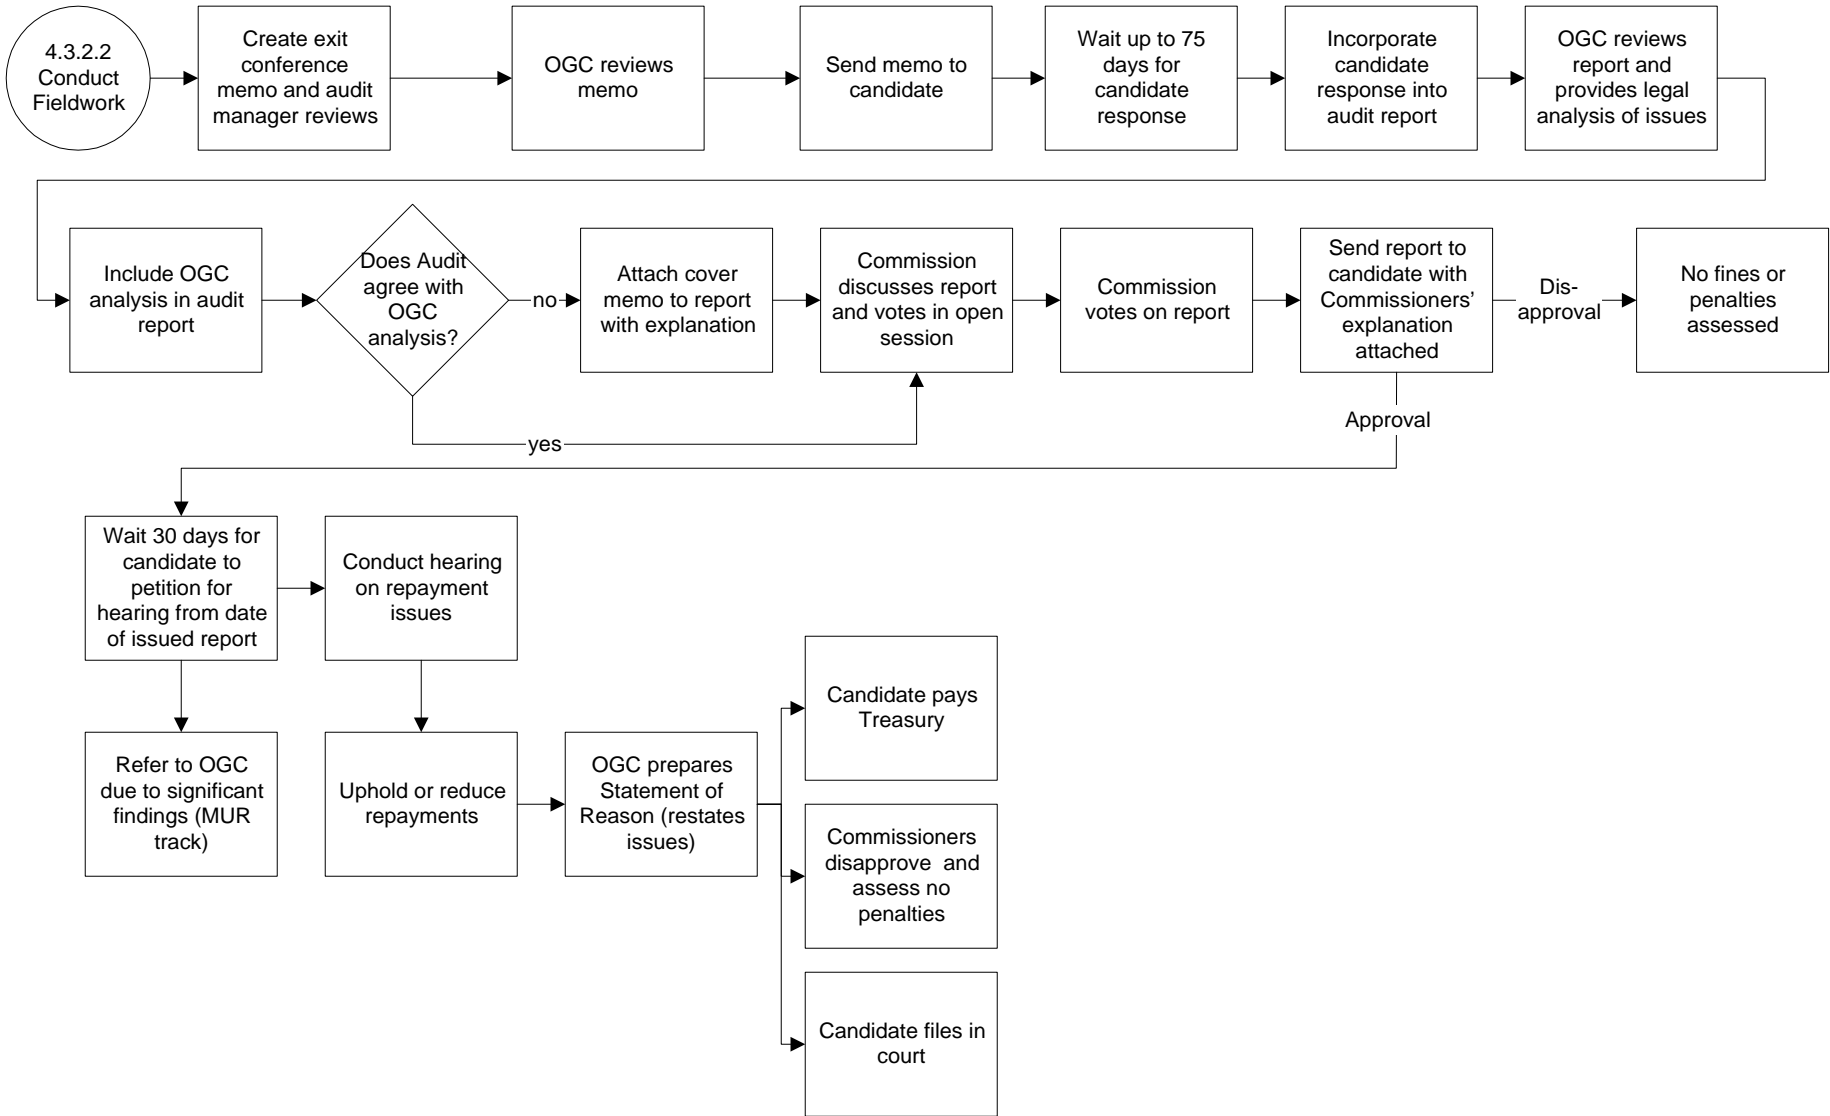 4.3.2.2
Conduct
Fieldwork
Create exit
conference
memo and audit
manager reviews
OGC reviews
memo
Send memo to
candidate
Wait up to 75
days for
candidate
response
Incorporate
candidate
response into
audit report
OGC reviews
report and
provides legal
analysis of issues
Include OGC
analysis in audit
report
Does Audit
agree with
OGC
analysis?
no
Attach cover
memo to report
with explanation
Commission
discusses report
and votes in open
session
Commission
votes on report
Send report to
candidate with
Commissioners’
explanation
attached
Dis-
approval
No fines or
penalties
assessed
yes
Approval
Wait 30 days for
candidate to
petition for
hearing from date
of issued report
Conduct hearing
on repayment
issues
Refer to OGC
due to significant
findings (MUR
track)
Uphold or reduce
repayments
OGC prepares
Statement of
Reason (restates
issues)
Candidate pays
Treasury
Commissioners
disapprove  and
assess no
penalties
Candidate files in
court